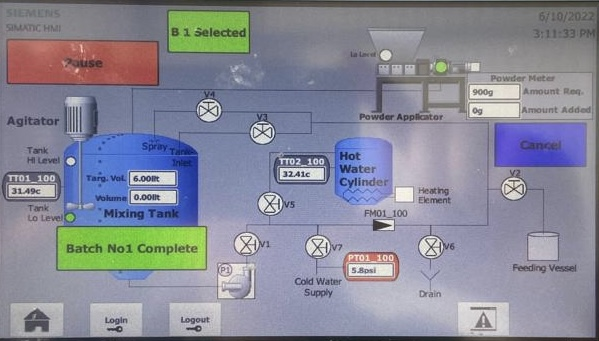 SIEMENS
SIMATIC HMI
B 1 Selected
6/10/2022
3:11:33 PM
Pause
Lo Level
Powder Meter
900g Amount Req.
0g Amount Added
Powder Applicator
Cancel
V4
V3
Agitator
Tank
Hi Level
Spray
Tank
Inlet
TT01_100
31.49c
Targ. Vol. 6.00lt
Volume 0.00lt
Tank
Lo Level
Mixing Tank
Batch No1 Complete
TT02_100
32.41c
Hot
Water
Cylinder
Heating
Element
V2
V5
FM01_100
V1
V7
V6
P1
PT01_100
5.8psi
Cold Water
Supply
Drain
Feeding Vessel
Login
Logout